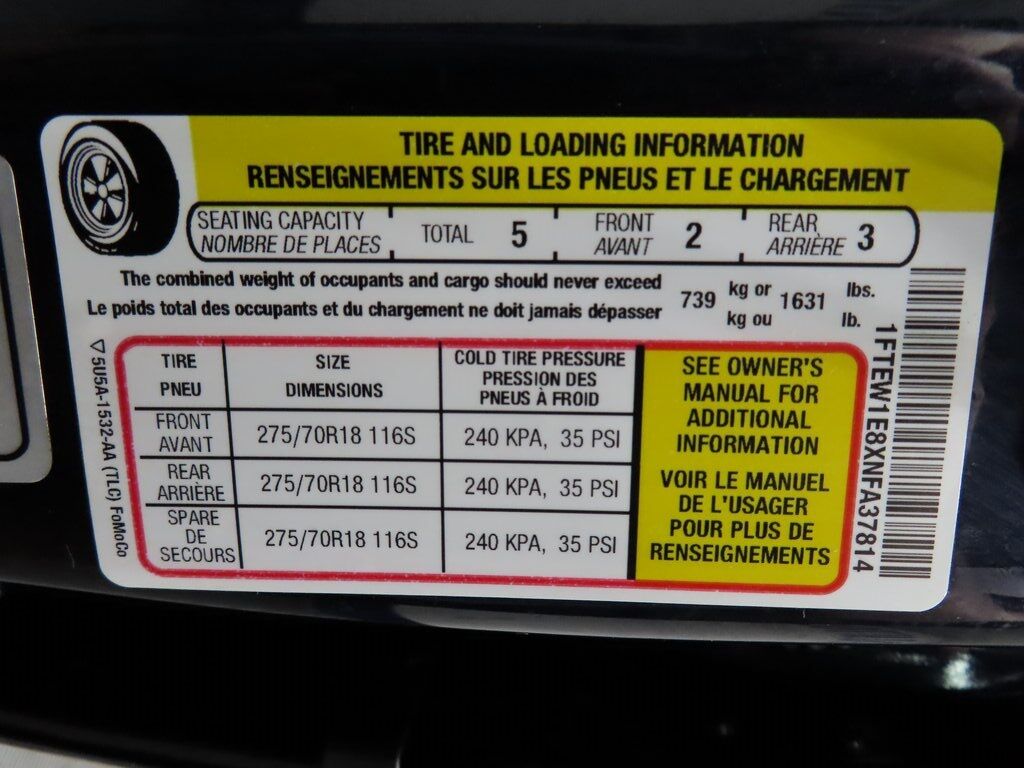 TIRE AND LOADING INFORMATION
RENSEIGNEMENTS SUR LES PNEUS ET LE CHARGEMENT
SEATING CAPACITY TOTAL 5 FRONT 2 REAR 3
NOMBRE DE PLACES AVANT ARRIÈRE
The combined weight of occupants and cargo should never exceed 739 kg or 1631 lbs.
Le poids total des occupants et du chargement ne doit jamais dépasser kg ou lb.
TIRE SIZE COLD TIRE PRESSURE
PNEU DIMENSIONS PRESSION DES
PNEUS À FROID
FRONT
AVANT 275/70R18 116S 240 KPA, 35 PSI
REAR
ARRIÈRE 275/70R18 116S 240 KPA, 35 PSI
SPARE
DE
SECOURS 275/70R18 116S 240 KPA, 35 PSI
SEE OWNER'S
MANUAL FOR
ADDITIONAL
INFORMATION
VOIR LE MANUEL
DE L'USAGER
POUR PLUS DE
RENSEIGNEMENTS
5U5A-1532-AA (TLC) FoMoCo
1FTEW1E8XNFA37814